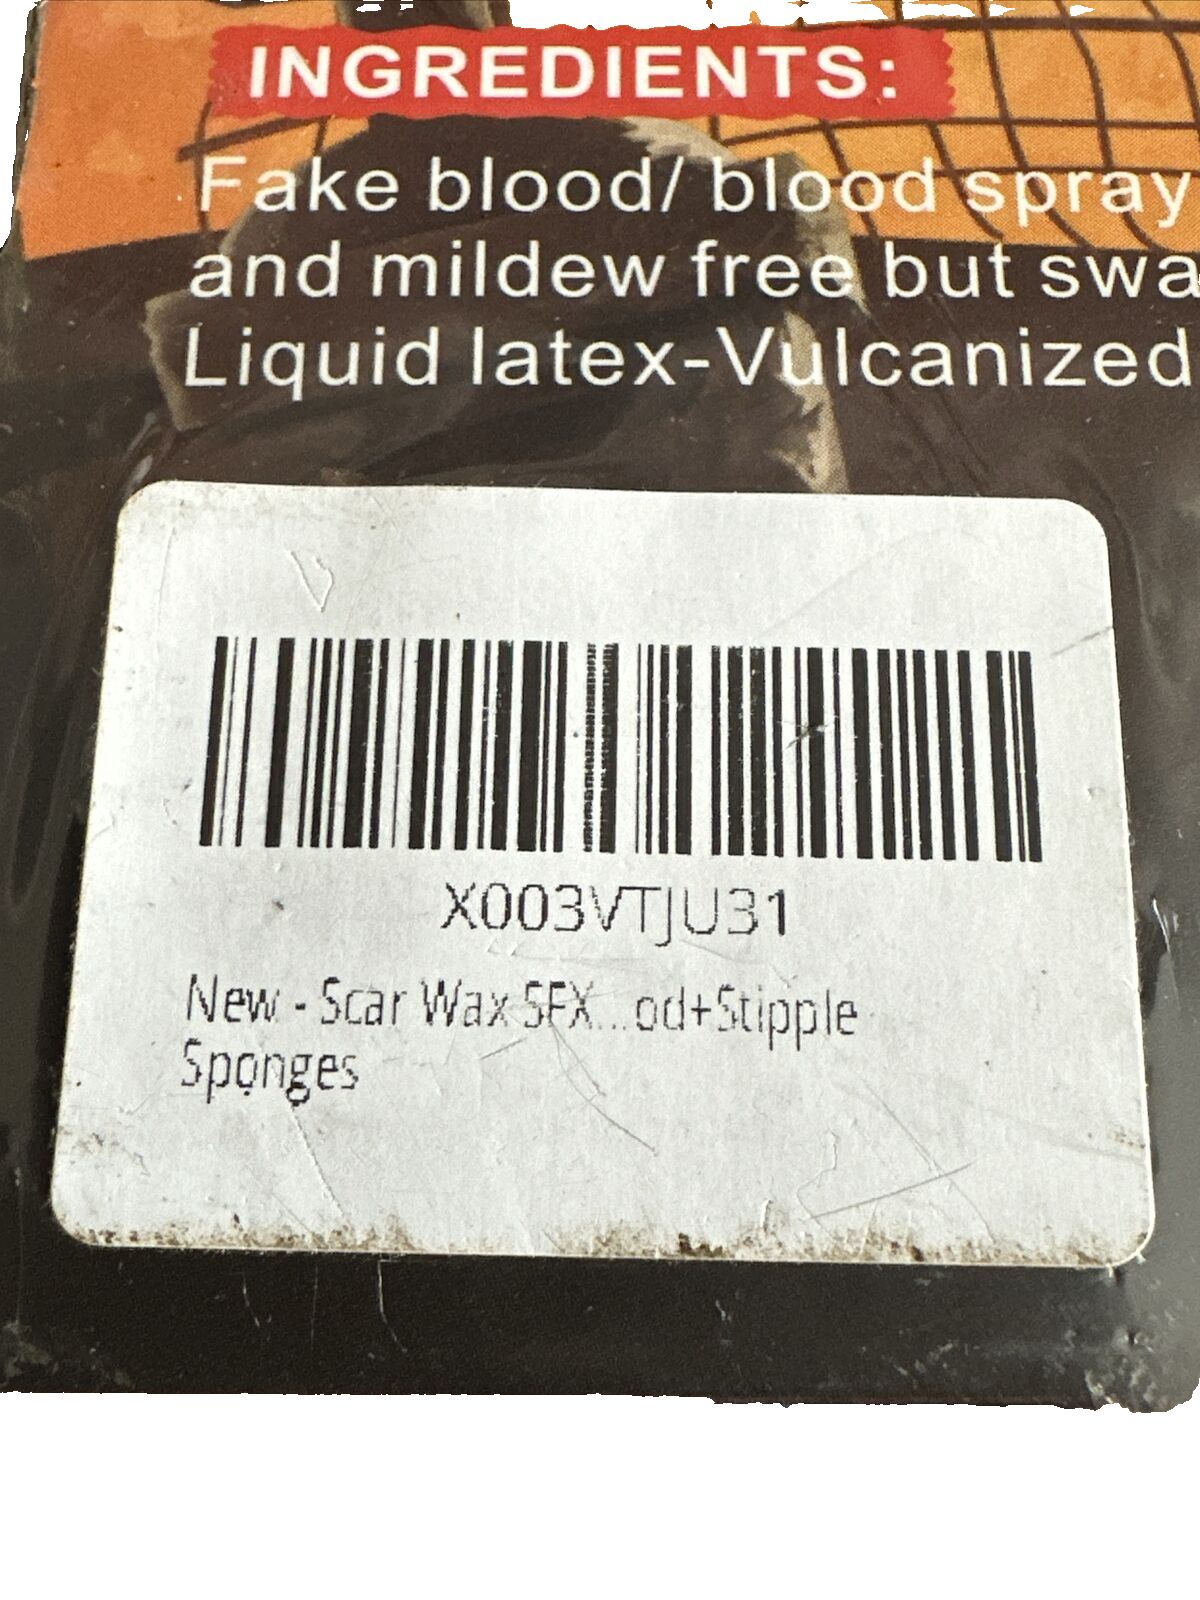 INGREDIENTS:
Fake blood/ blood spray
and mildew free but swa
Liquid latex-Vulcanized
X003VTJU31
New - Scar Wax SFX...od+Stipple
Sponges